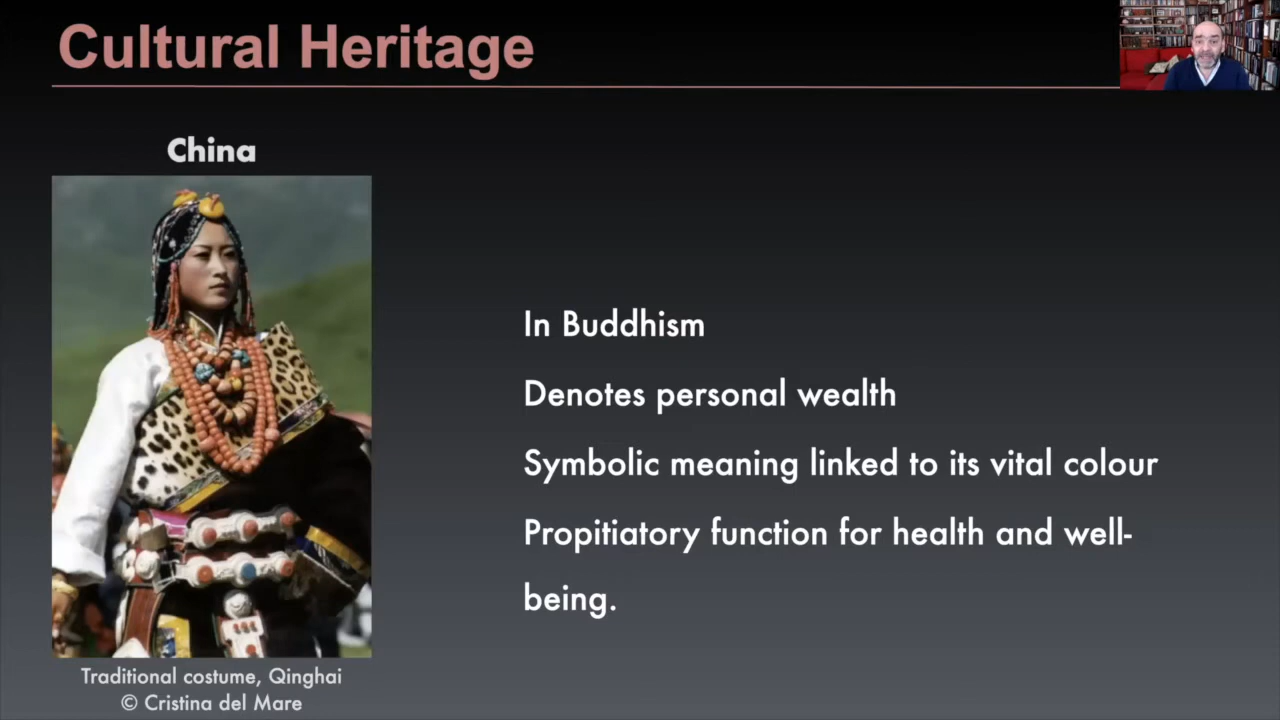 Cultural Heritage
China
In Buddhism
Denotes personal wealth
Symbolic meaning linked to its vital colour
Propitiatory function for health and well-
being.
Traditional costume, Qinghai
© Cristina del Mare